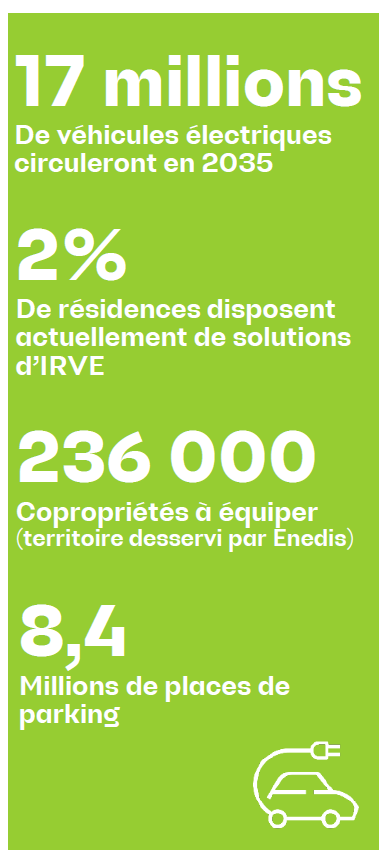 17 millions
De véhicules électriques
circuleront en 2035
2%
De résidences disposent
actuellement de solutions
d’IRVE
236 000
Copropriétés à équiper
(territoire desservi par Enedis)
8,4
Millions de places de
parking